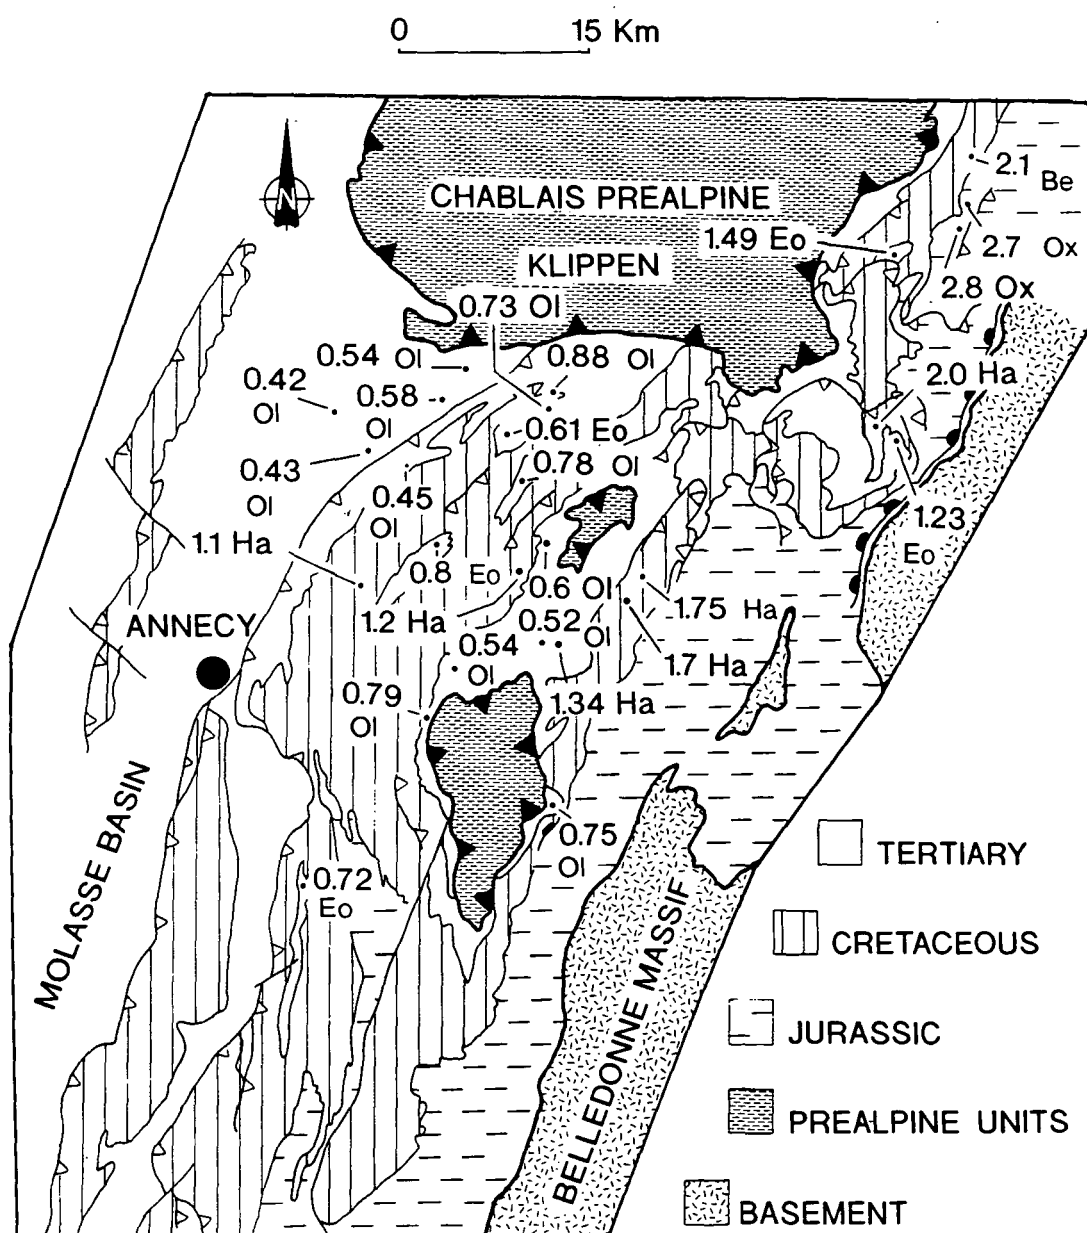 0 15 Km
N
CHABLAIS PREALPINE
KLIPPEN
2.1 Be
1.49 Eo
2.7 Ox
2.8 Ox
0.73 Ol
0.54 Ol
0.88 Ol
2.0 Ha
0.42 Ol
0.58 Ol
0.61 Eo
0.43 Ol
0.78 Ol
0.45 Ol
1.23 Eo
1.1 Ha
0.8 Eo
0.6 Ol
1.75 Ha
1.2 Ha
ANNECY
0.52 Ol
0.54 Ol
1.7 Ha
0.79 Ol
1.34 Ha
MOLASSE BASIN
0.75 Ol
0.72 Eo
BELLEDONNE MASSIF
TERTIARY
CRETACEOUS
JURASSIC
PREALPINE UNITS
BASEMENT